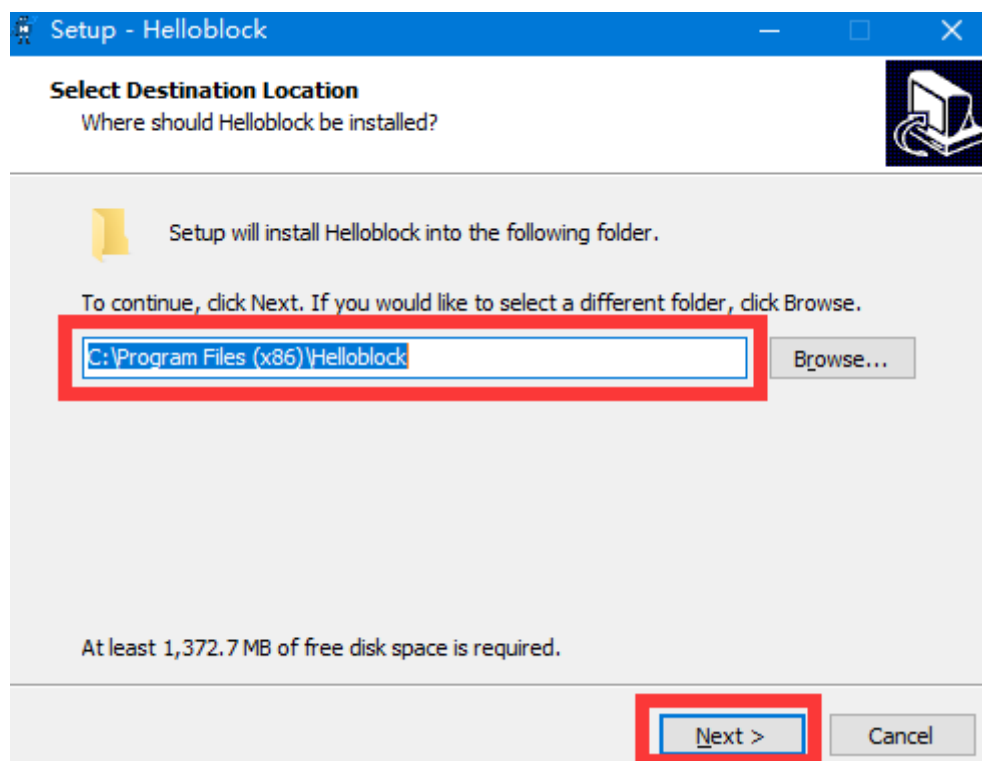 Setup - Helloblock
Select Destination Location
Where should Helloblock be installed?
Setup will install Helloblock into the following folder.
To continue, click Next. If you would like to select a different folder, click Browse.
C:\Program Files (x86)\Helloblock
Browse...
At least 1,372.7 MB of free disk space is required.
Next >
Cancel